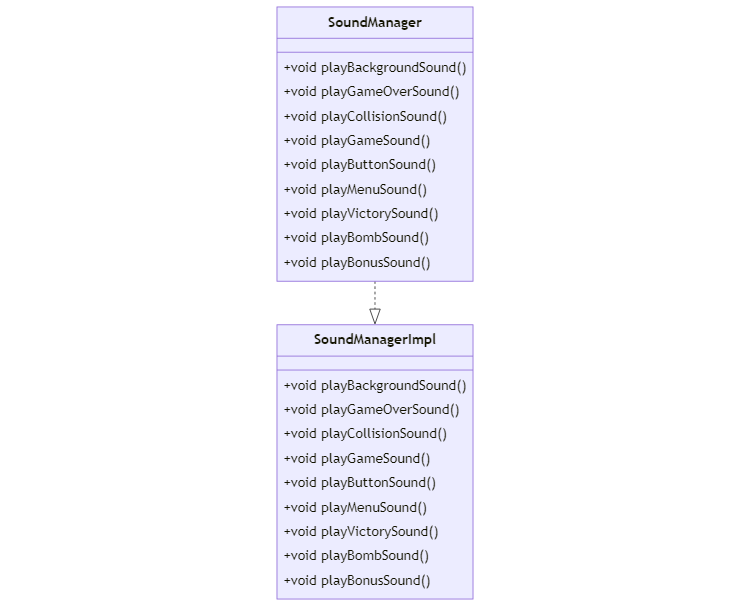 SoundManager
+void playBackgroundSound()
+void playGameOverSound()
+void playCollisionSound()
+void playGameSound()
+void playButtonSound()
+void playMenuSound()
+void playVictorySound()
+void playBombSound()
+void playBonusSound()
SoundManagerImpl
+void playBackgroundSound()
+void playGameOverSound()
+void playCollisionSound()
+void playGameSound()
+void playButtonSound()
+void playMenuSound()
+void playVictorySound()
+void playBombSound()
+void playBonusSound()